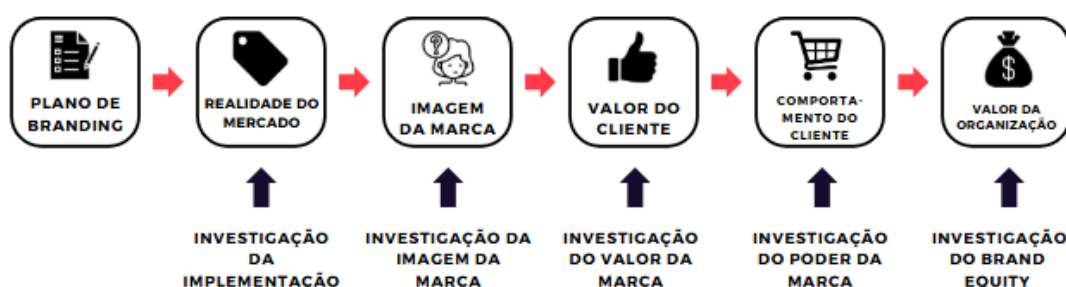 PLANO DE
BRANDING
REALIDADE DO
MERCADO
IMAGEM
DA MARCA
VALOR DO
CLIENTE
COMPORTA-
MENTO DO
CLIENTE
$
VALOR DA
ORGANIZAÇÃO
INVESTIGAÇÃO
DA
IMPLEMENTAÇÃO
INVESTIGAÇÃO DA
IMAGEM DA
MARCA
INVESTIGAÇÃO
DO VALOR DA
MARCA
INVESTIGAÇÃO
DO PODER DA
MARCA
INVESTIGAÇÃO
DO BRAND
EQUITY